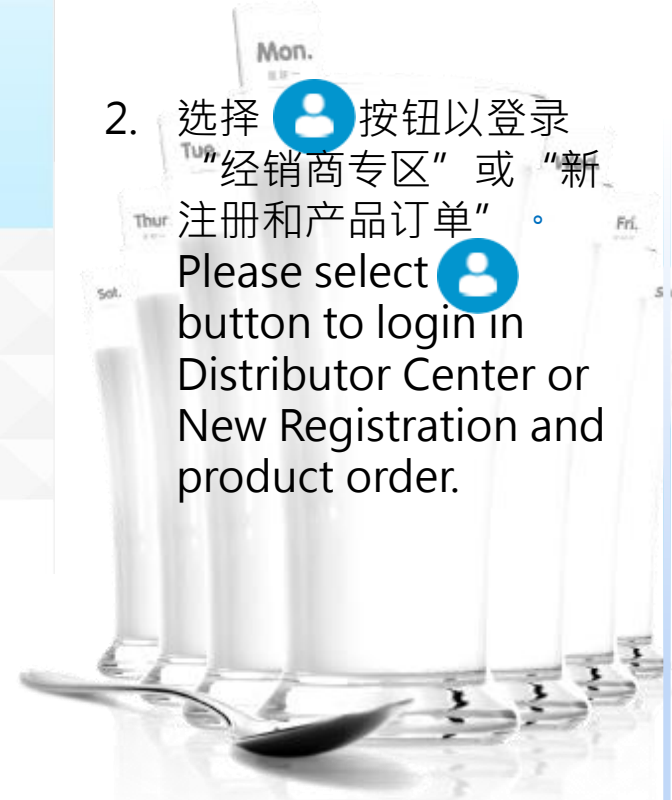 Mon.
2. 选择 按钮以登录
Tue.
“经销商专区”或“新
Thur
注册和产品订单” 。
Fri.
Please select
Sat.
button to login in
Distributor Center or
New Registration and
product order.